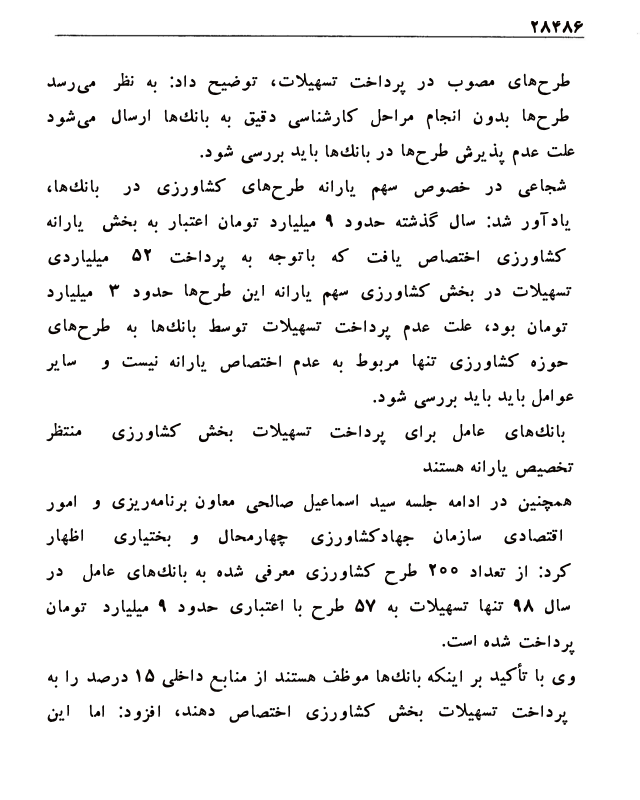 ۲۸۴۸۶
طرح‌های مصوب در پرداخت تسهیلات، توضیح داد: به نظر می‌رسد
طرح‌ها بدون انجام مراحل کارشناسی دقیق به بانك‌ها ارسال می‌شود
علت عدم پذیرش طرح‌ها در بانك‌ها باید بررسی شود.
شجاعی در خصوص سهم یارانه طرح‌های کشاورزی در بانك‌ها،
یادآور شد: سال گذشته حدود ۹ میلیارد تومان اعتبار به بخش یارانه
کشاورزی اختصاص یافت که باتوجه به پرداخت ۵۲ میلیاردی
تسهیلات در بخش کشاورزی سهم یارانه این طرح‌ها حدود ۳ میلیارد
تومان بود، علت عدم پرداخت تسهیلات توسط بانك‌ها به طرح‌های
حوزه کشاورزی تنها مربوط به عدم اختصاص یارانه نیست و سایر
عوامل باید باید بررسی شود.
بانك‌های عامل برای پرداخت تسهیلات بخش کشاورزی منتظر
تخصیص یارانه هستند
همچنین در ادامه جلسه سید اسماعیل صالحی معاون برنامه‌ریزی و امور
اقتصادی سازمان جهادکشاورزی چهارمحال و بختیاری اظهار
کرد: از تعداد ۲۰۰ طرح کشاورزی معرفی شده به بانك‌های عامل در
سال ۹۸ تنها تسهیلات به ۵۷ طرح با اعتباری حدود ۹ میلیارد تومان
پرداخت شده است.
وی با تأکید بر اینکه بانك‌ها موظف هستند از منابع داخلی ۱۵ درصد را به
پرداخت تسهیلات بخش کشاورزی اختصاص دهند، افزود: اما این